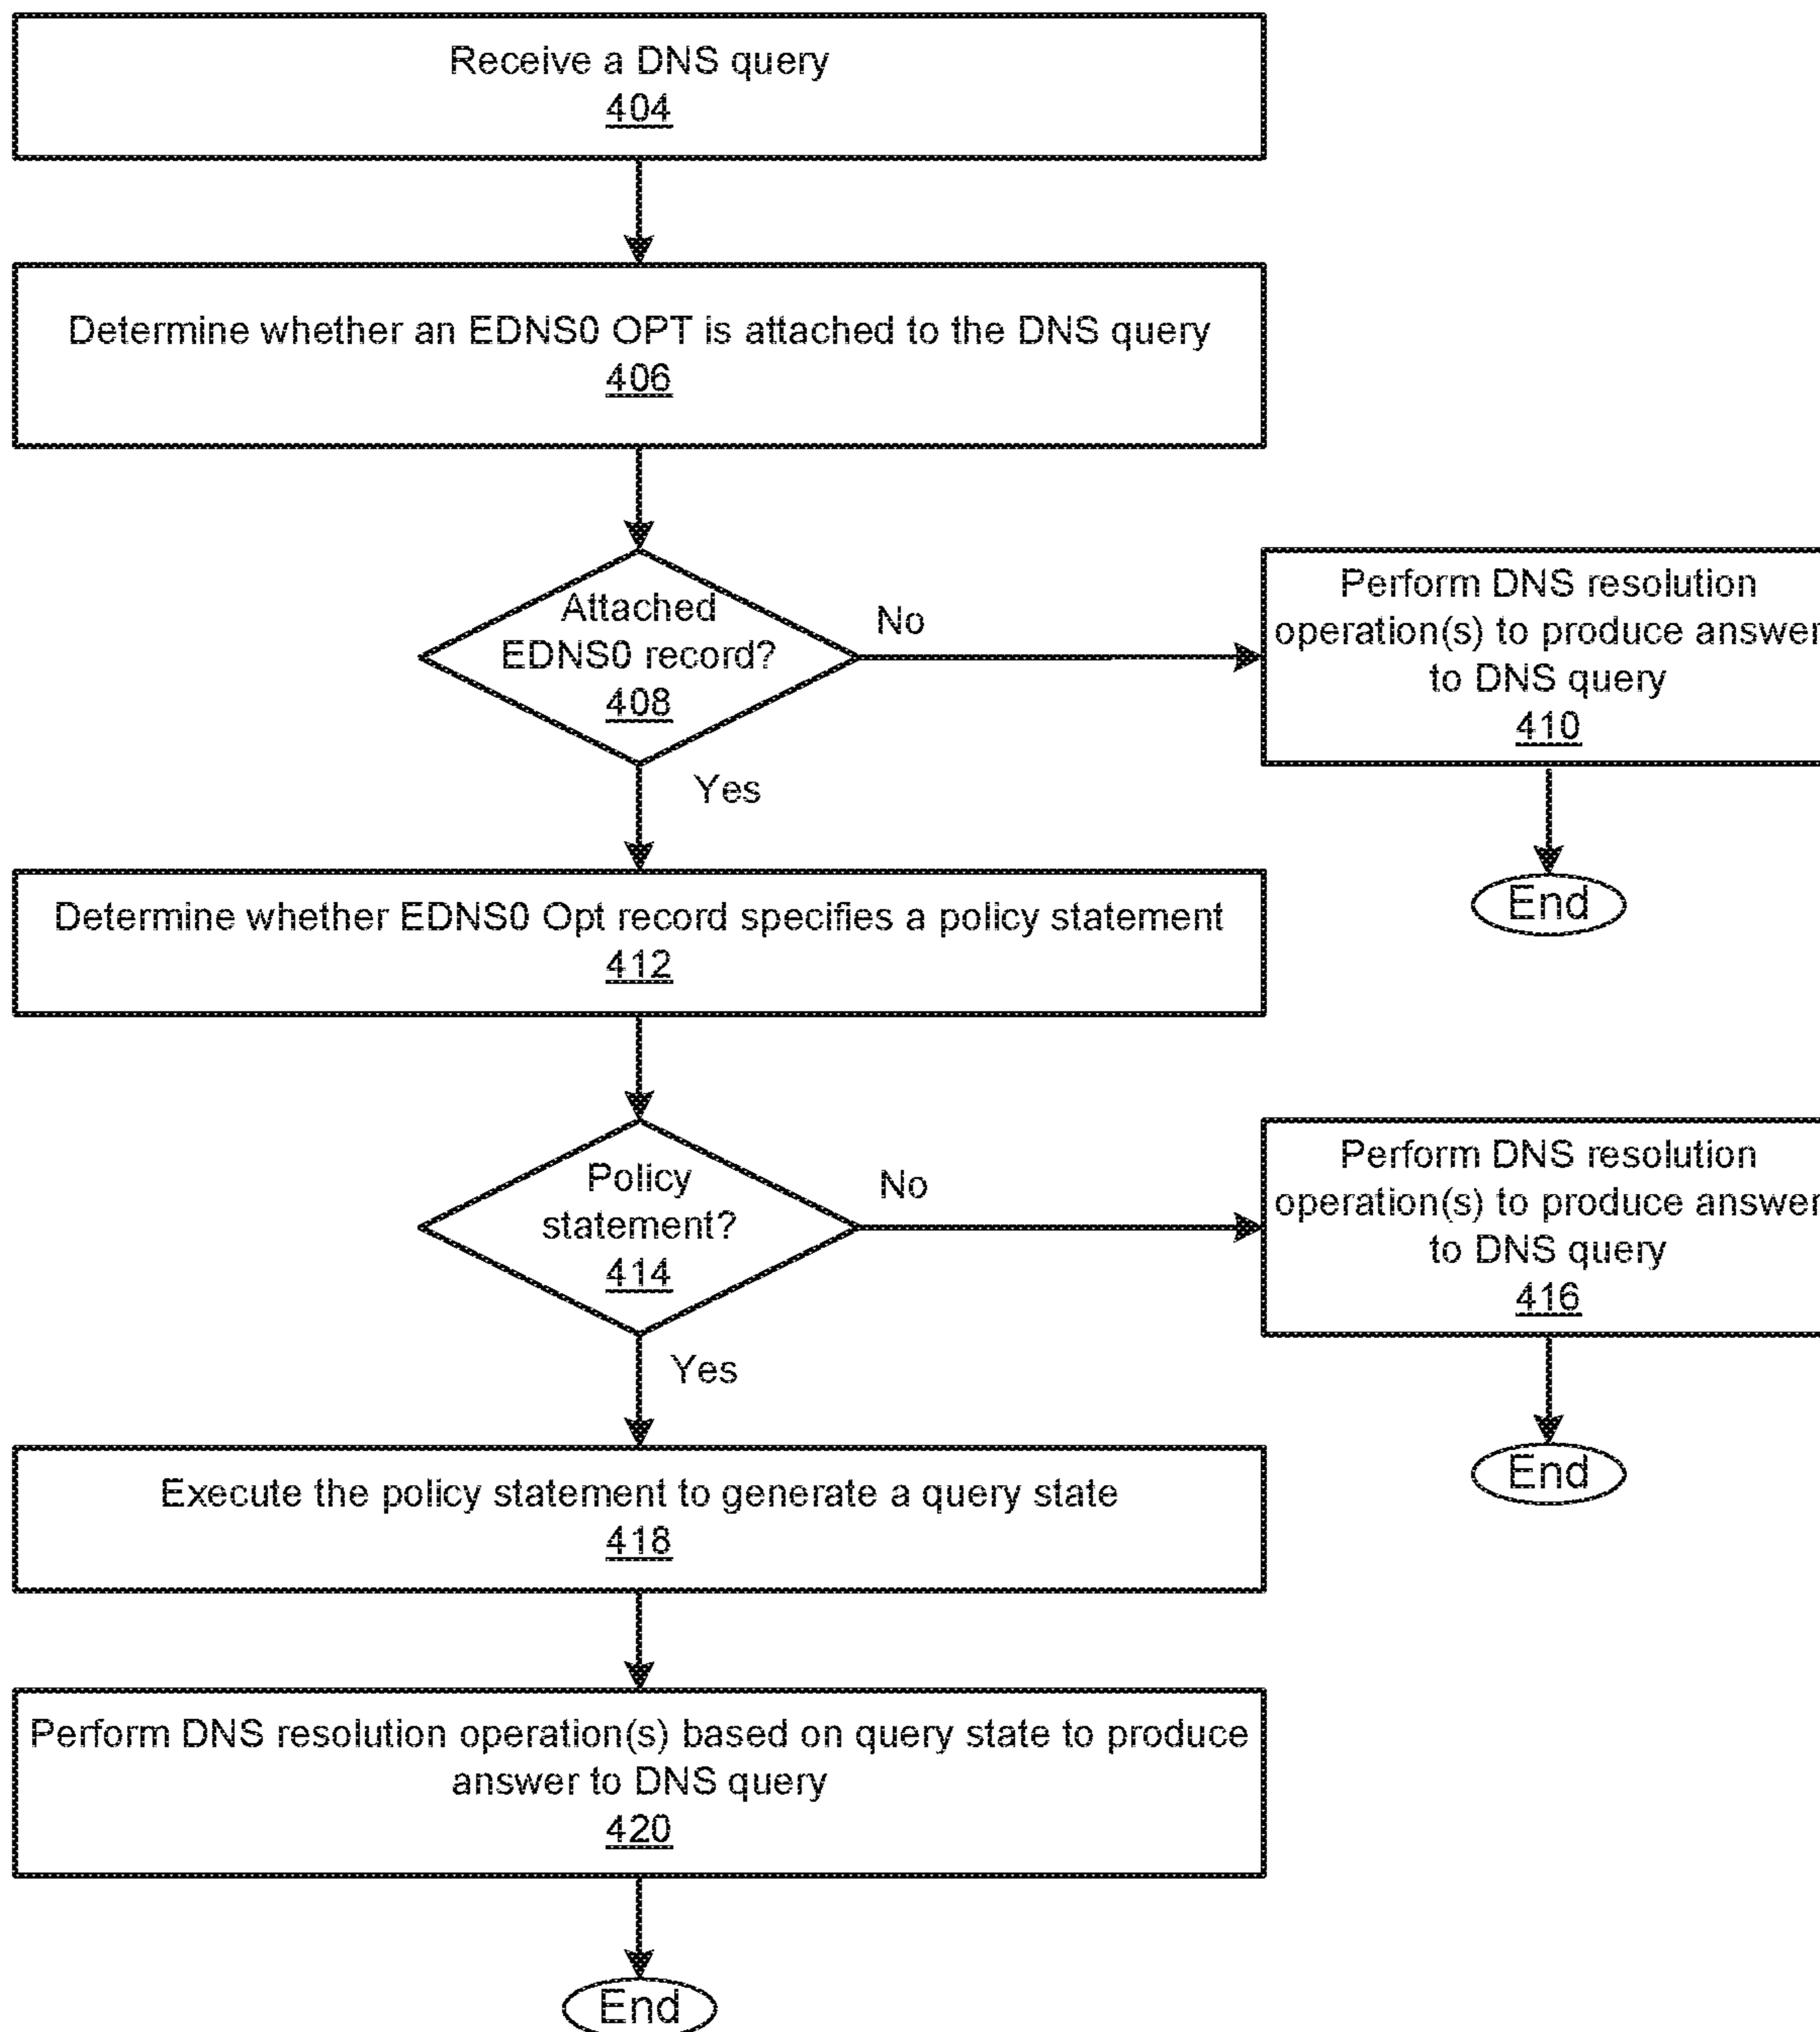 Receive a DNS query
404
Determine whether an EDNS0 OPT is attached to the DNS query
406
Attached
EDNS0 record?
408
No
Perform DNS resolution
operation(s) to produce answer
to DNS query
410
End
Yes
Determine whether EDNS0 Opt record specifies a policy statement
412
Policy
statement?
414
No
Perform DNS resolution
operation(s) to produce answer
to DNS query
416
End
Yes
Execute the policy statement to generate a query state
418
Perform DNS resolution operation(s) based on query state to produce
answer to DNS query
420
End